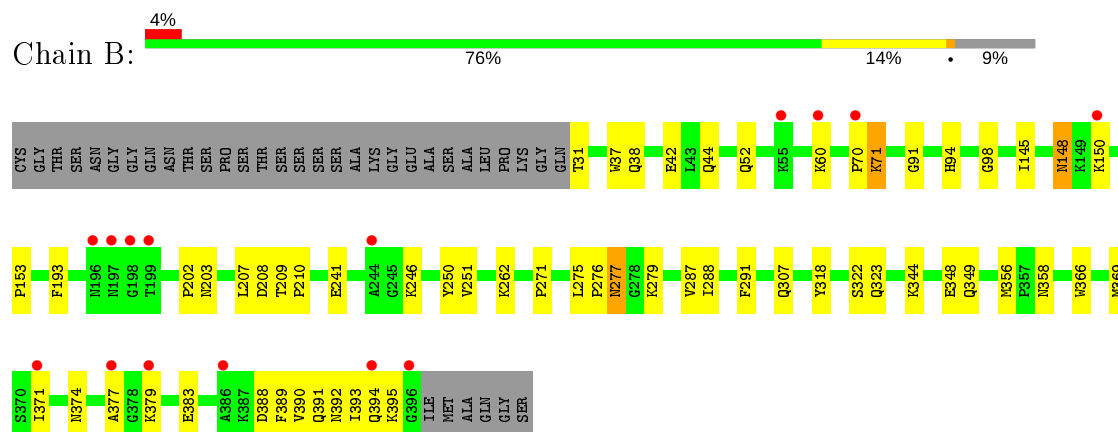 4%
Chain B:
76% 14% • 9%
CYS GLY THR SER ASN GLY GLY GLN ASN THR SER PRO SER THR SER SER SER SER ALA LYS GLY GLU ALA SER ALA LEU PRO LYS GLY GLN T31 W37 Q38 E42 L43 Q44 Q52 K55 K60 P70 K71 G91 H94 G98 I145 N148 K149 K150
P153 F193 N196 N197 G198 T199 P202 N203 L207 D208 T209 P210 E241 A244 G245 K246 Y250 V251 K262 P271 L275 P276 N277 G278 K279 V287 I288 F291 Q307 Y318 S322 Q323 K344 E348 Q349 M356 P357 N358 W366
S370 I371 N374 A377 G378 K379 E383 A386 K387 D388 F389 V390 Q391 N392 I393 Q394 K395 G396 ILE MET ALA GLN GLY SER